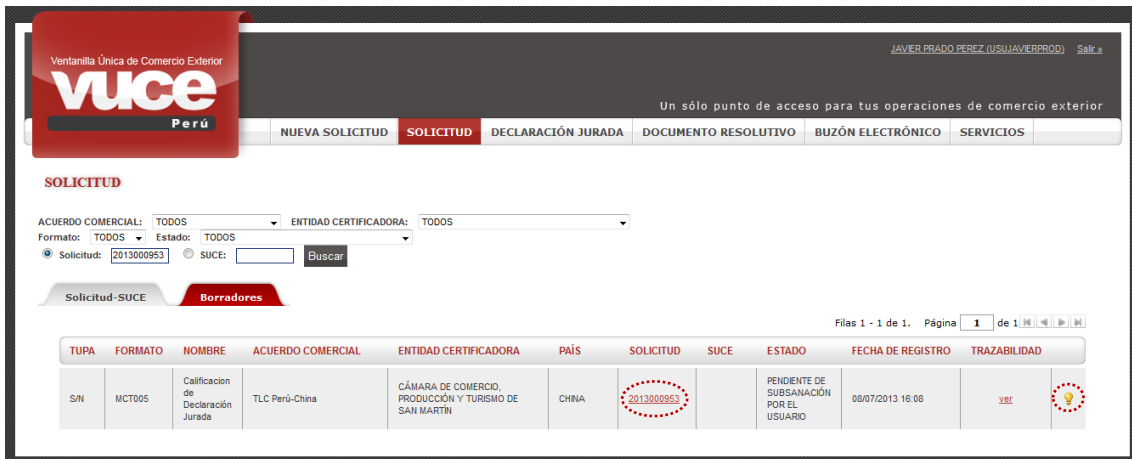 JAVIER PRADO PEREZ (USUJAVIERPROD) Salir »
Ventanilla Única de Comercio Exterior
vuce
Perú
Un sólo punto de acceso para tus operaciones de comercio exterior
NUEVA SOLICITUD SOLICITUD DECLARACIÓN JURADA DOCUMENTO RESOLUTIVO BUZÓN ELECTRÓNICO SERVICIOS
SOLICITUD
ACUERDO COMERCIAL: TODOS ENTIDAD CERTIFICADORA: TODOS
Formato: TODOS Estado: TODOS
Solicitud: 2013000953 SUCE: Buscar
Solicitud-SUCE Borradores
Filas 1 - 1 de 1. Página 1 de 1
TUPA FORMATO NOMBRE ACUERDO COMERCIAL ENTIDAD CERTIFICADORA PAÍS SOLICITUD SUCE ESTADO FECHA DE REGISTRO TRAZABILIDAD
S/N MCT005 Calificacion de Declaración Jurada TLC Perú-China CÁMARA DE COMERCIO, PRODUCCIÓN Y TURISMO DE SAN MARTÍN CHINA 2013000953 PENDIENTE DE SUBSANACIÓN POR EL USUARIO 08/07/2013 16:08 ver